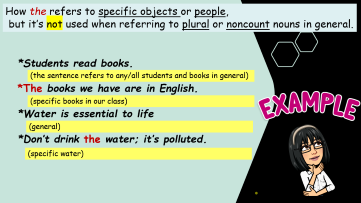 How the refers to specific objects or people,
but it's not used when referring to plural or noncount nouns in general.
*Students read books.
(the sentence refers to any/all students and books in general)
*The books we have are in English.
(specific books in our class)
*Water is essential to life
(general)
*Don't drink the water; it's polluted.
(specific water)
EXAMPLE